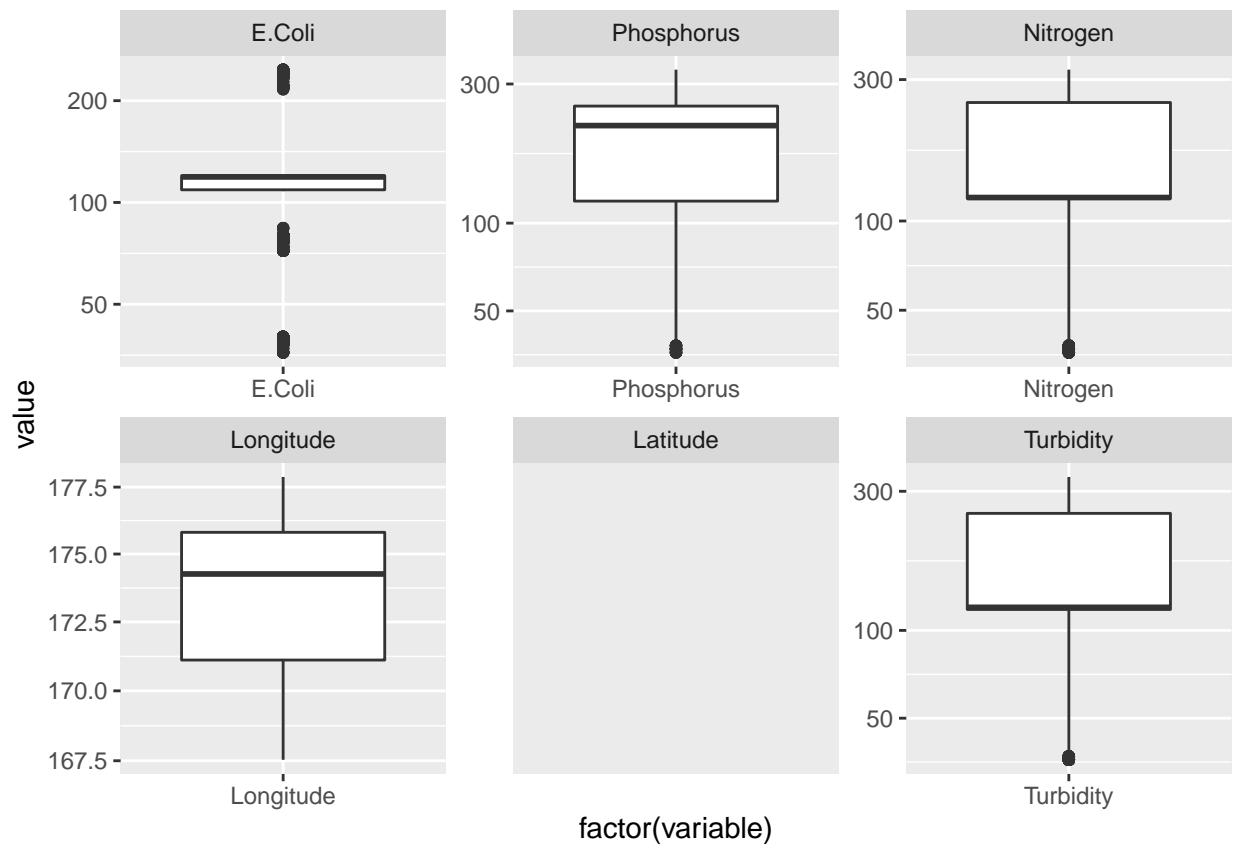 E.Coli
Phosphorus
Nitrogen
200
100
50
300
100
50
300
100
50
E.Coli
Phosphorus
Nitrogen
value
Longitude
Latitude
Turbidity
177.5
175.0
172.5
170.0
167.5
300
100
50
Longitude
Turbidity
factor(variable)